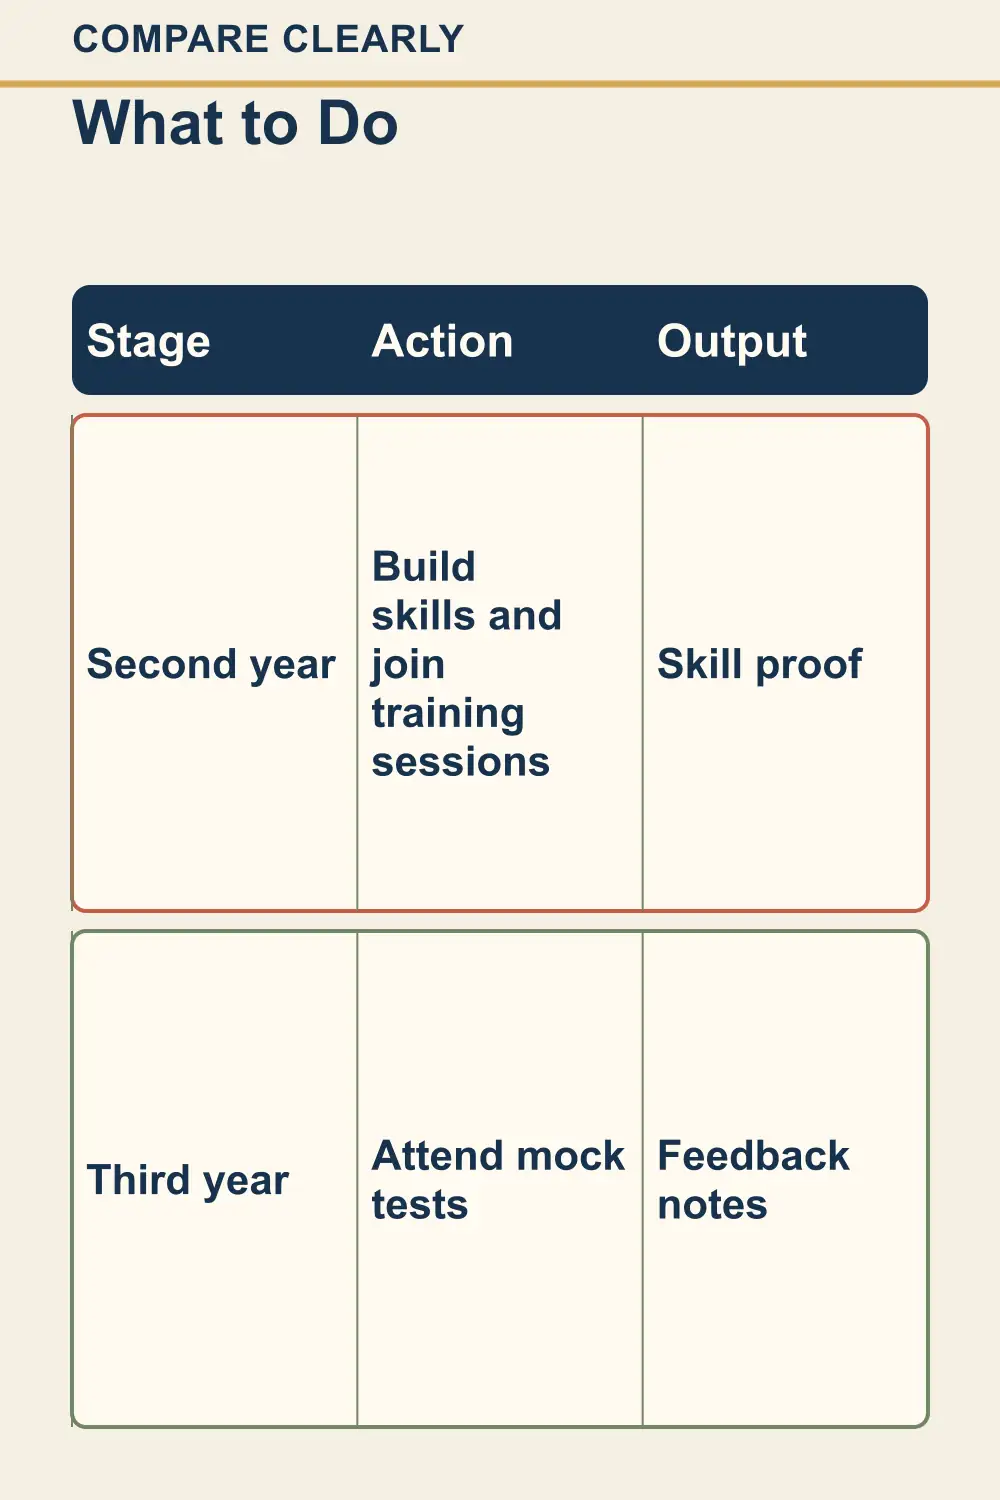 COMPARE CLEARLY
What to Do
Stage
Action
Output
Second year
Build
skills and
join
training
sessions
Skill proof
Third year
Attend mock
tests
Feedback
notes